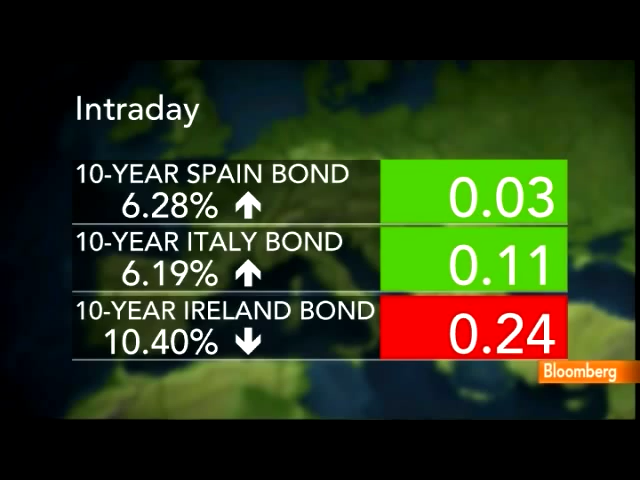 Intraday
10-YEAR SPAIN BOND
6.28% ⬆ 0.03
10-YEAR ITALY BOND
6.19% ⬆ 0.11
10-YEAR IRELAND BOND
10.40% ⬇ 0.24
Bloomberg